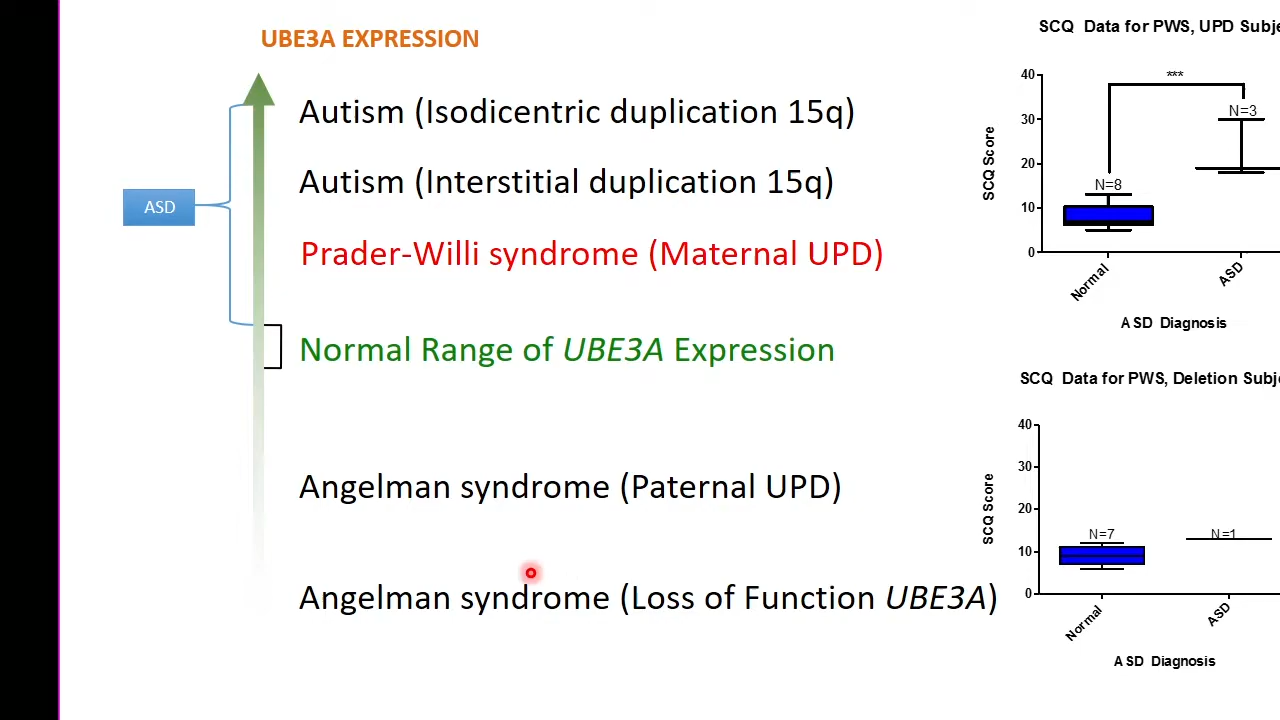 UBE3A EXPRESSION
Autism (Isodicentric duplication 15q)
Autism (Interstitial duplication 15q)
ASD
Prader-Willi syndrome (Maternal UPD)
Normal Range of UBE3A Expression
Angelman syndrome (Paternal UPD)
Angelman syndrome (Loss of Function UBE3A)
SCQ Data for PWS, UPD Subje
SCQ Score
40
30
20
10
0
***
N=3
N=8
Normal
ASD
ASD Diagnosis
SCQ Data for PWS, Deletion Subje
SCQ Score
40
30
20
10
0
N=7
N=1
Normal
ASD
ASD Diagnosis